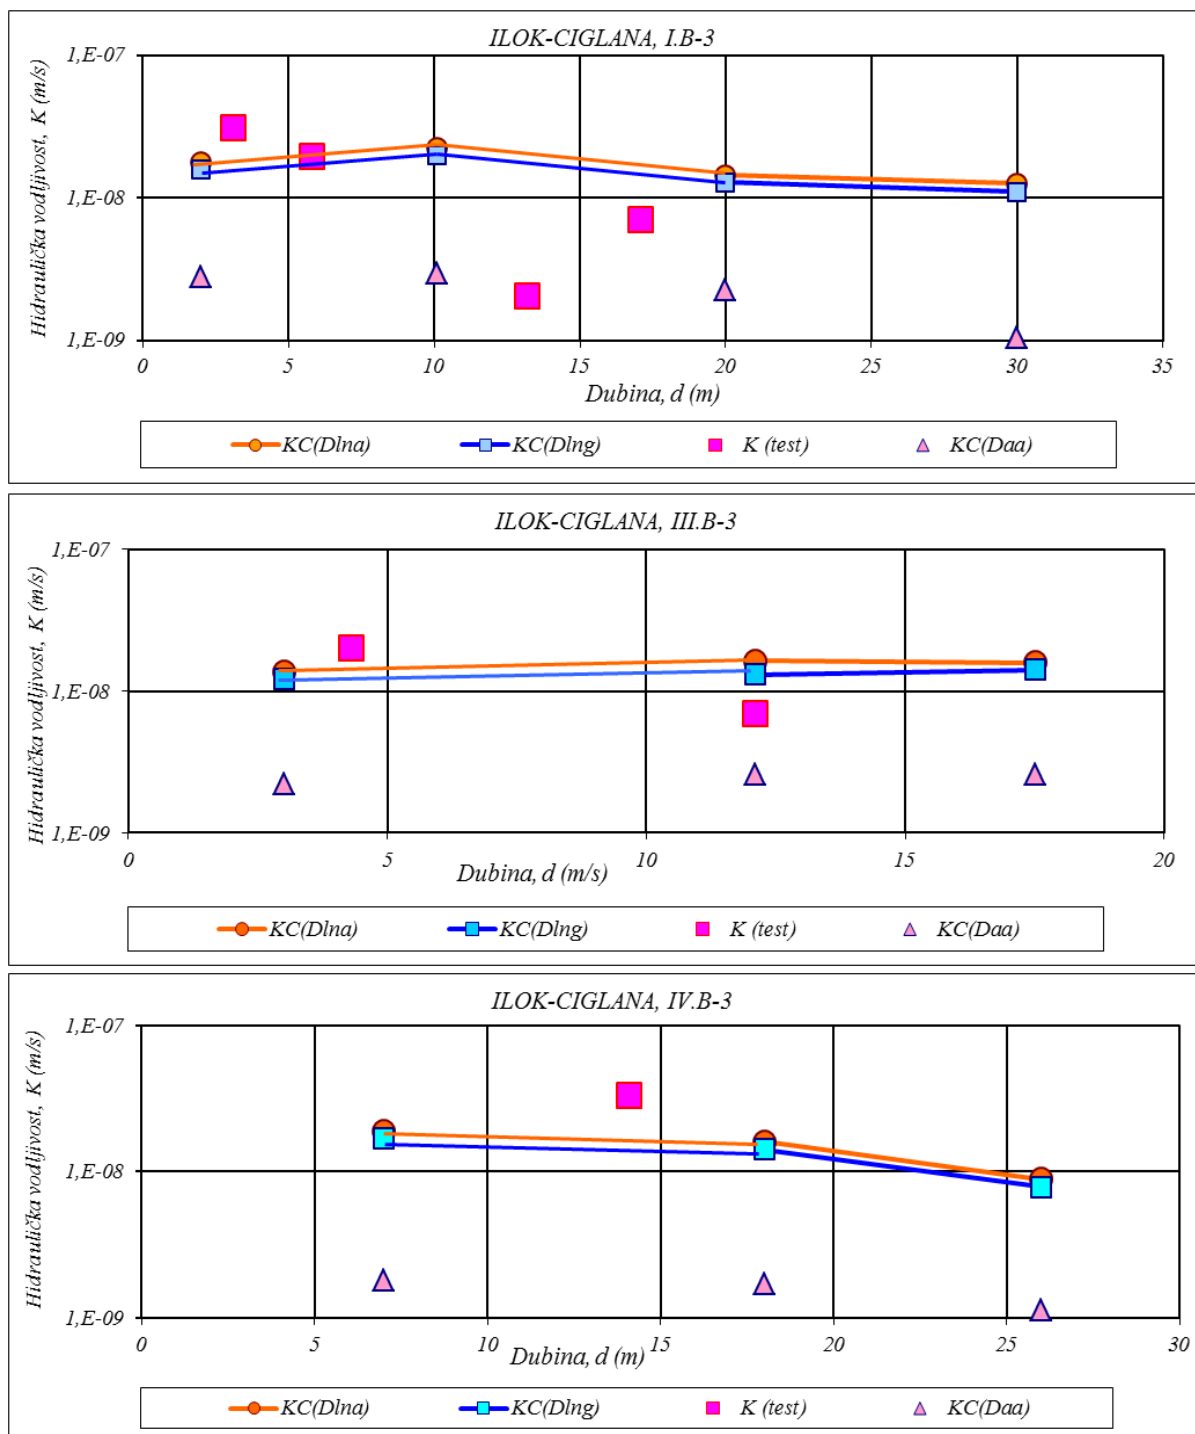 ILOK-CIGLANA, I.B-3
Hidraulička vodljivost, K (m/s)
1,E-07
1,E-08
1,E-09
0 5 10 15 20 25 30 35
Dubina, d (m)
KC(Dlna) KC(Dlng) K (test) KC(Daa)
ILOK-CIGLANA, III.B-3
Hidraulička vodljivost, K (m/s)
1,E-07
1,E-08
1,E-09
0 5 10 15 20
Dubina, d (m/s)
KC(Dlna) KC(Dlng) K (test) KC(Daa)
ILOK-CIGLANA, IV.B-3
Hidraulička vodljivost, K (m/s)
1,E-07
1,E-08
1,E-09
0 5 10 15 20 25 30
Dubina, d (m)
KC(Dlna) KC(Dlng) K (test) KC(Daa)